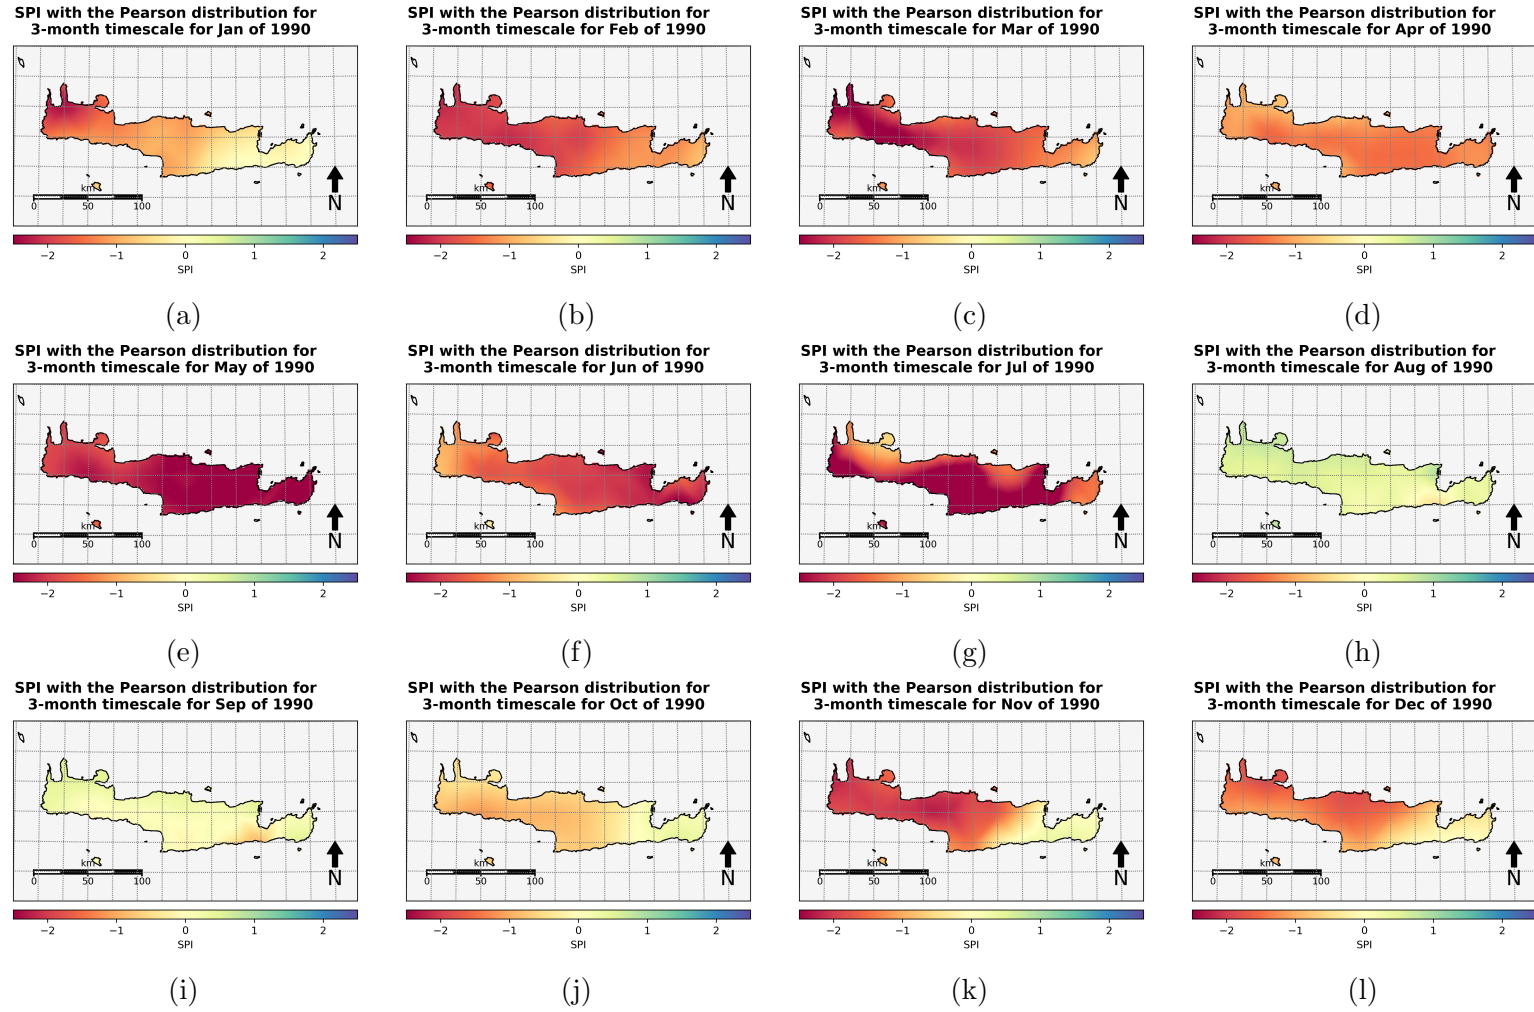 SPI with the Pearson distribution for
3-month timescale for Jan of 1990
km
0 50 100
N
−2 −1 0 1 2
SPI
(a)
SPI with the Pearson distribution for
3-month timescale for Feb of 1990
km
0 50 100
N
−2 −1 0 1 2
SPI
(b)
SPI with the Pearson distribution for
3-month timescale for Mar of 1990
km
0 50 100
N
−2 −1 0 1 2
SPI
(c)
SPI with the Pearson distribution for
3-month timescale for Apr of 1990
km
0 50 100
N
−2 −1 0 1 2
SPI
(d)
SPI with the Pearson distribution for
3-month timescale for May of 1990
km
0 50 100
N
−2 −1 0 1 2
SPI
(e)
SPI with the Pearson distribution for
3-month timescale for Jun of 1990
km
0 50 100
N
−2 −1 0 1 2
SPI
(f)
SPI with the Pearson distribution for
3-month timescale for Jul of 1990
km
0 50 100
N
−2 −1 0 1 2
SPI
(g)
SPI with the Pearson distribution for
3-month timescale for Aug of 1990
km
0 50 100
N
−2 −1 0 1 2
SPI
(h)
SPI with the Pearson distribution for
3-month timescale for Sep of 1990
km
0 50 100
N
−2 −1 0 1 2
SPI
(i)
SPI with the Pearson distribution for
3-month timescale for Oct of 1990
km
0 50 100
N
−2 −1 0 1 2
SPI
(j)
SPI with the Pearson distribution for
3-month timescale for Nov of 1990
km
0 50 100
N
−2 −1 0 1 2
SPI
(k)
SPI with the Pearson distribution for
3-month timescale for Dec of 1990
km
0 50 100
N
−2 −1 0 1 2
SPI
(l)